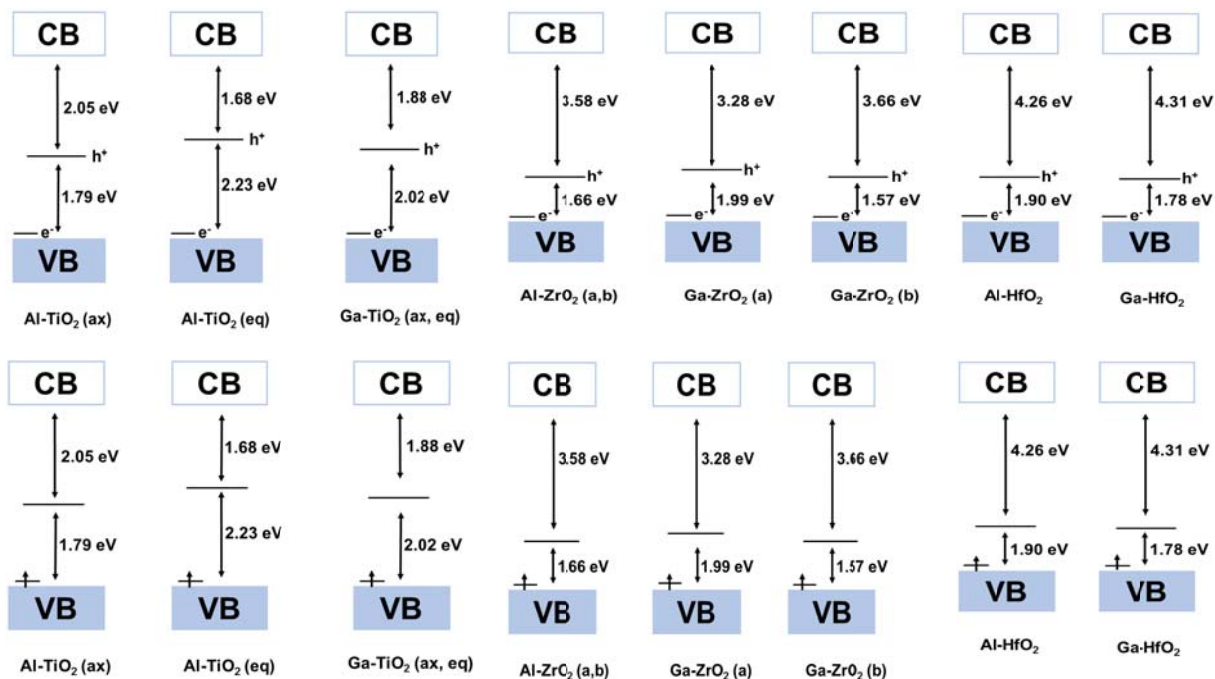 CB CB CB CB CB CB CB CB
2.05 eV 1.68 eV 1.88 eV 3.58 eV 3.28 eV 3.66 eV 4.26 eV 4.31 eV
h⁺ h⁺ h⁺ h⁺ h⁺ h⁺ h⁺ h⁺
1.79 eV 2.23 eV 2.02 eV 1.66 eV 1.99 eV 1.57 eV 1.90 eV 1.78 eV
e⁻ e⁻ e⁻ e⁻ e⁻ e⁻ e⁻ e⁻
VB VB VB VB VB VB VB VB
Al-TiO₂ (ax) Al-TiO₂ (eq) Ga-TiO₂ (ax, eq) Al-ZrO₂ (a,b) Ga-ZrO₂ (a) Ga-ZrO₂ (b) Al-HfO₂ Ga-HfO₂
CB CB CB CB CB CB CB CB
2.05 eV 1.68 eV 1.88 eV 3.58 eV 3.28 eV 3.66 eV 4.26 eV 4.31 eV
1.79 eV 2.23 eV 2.02 eV 1.66 eV 1.99 eV 1.57 eV 1.90 eV 1.78 eV
VB VB VB VB VB VB VB VB
Al-TiO₂ (ax) Al-TiO₂ (eq) Ga-TiO₂ (ax, eq) Al-ZrO₂ (a,b) Ga-ZrO₂ (a) Ga-ZrO₂ (b) Al-HfO₂ Ga-HfO₂